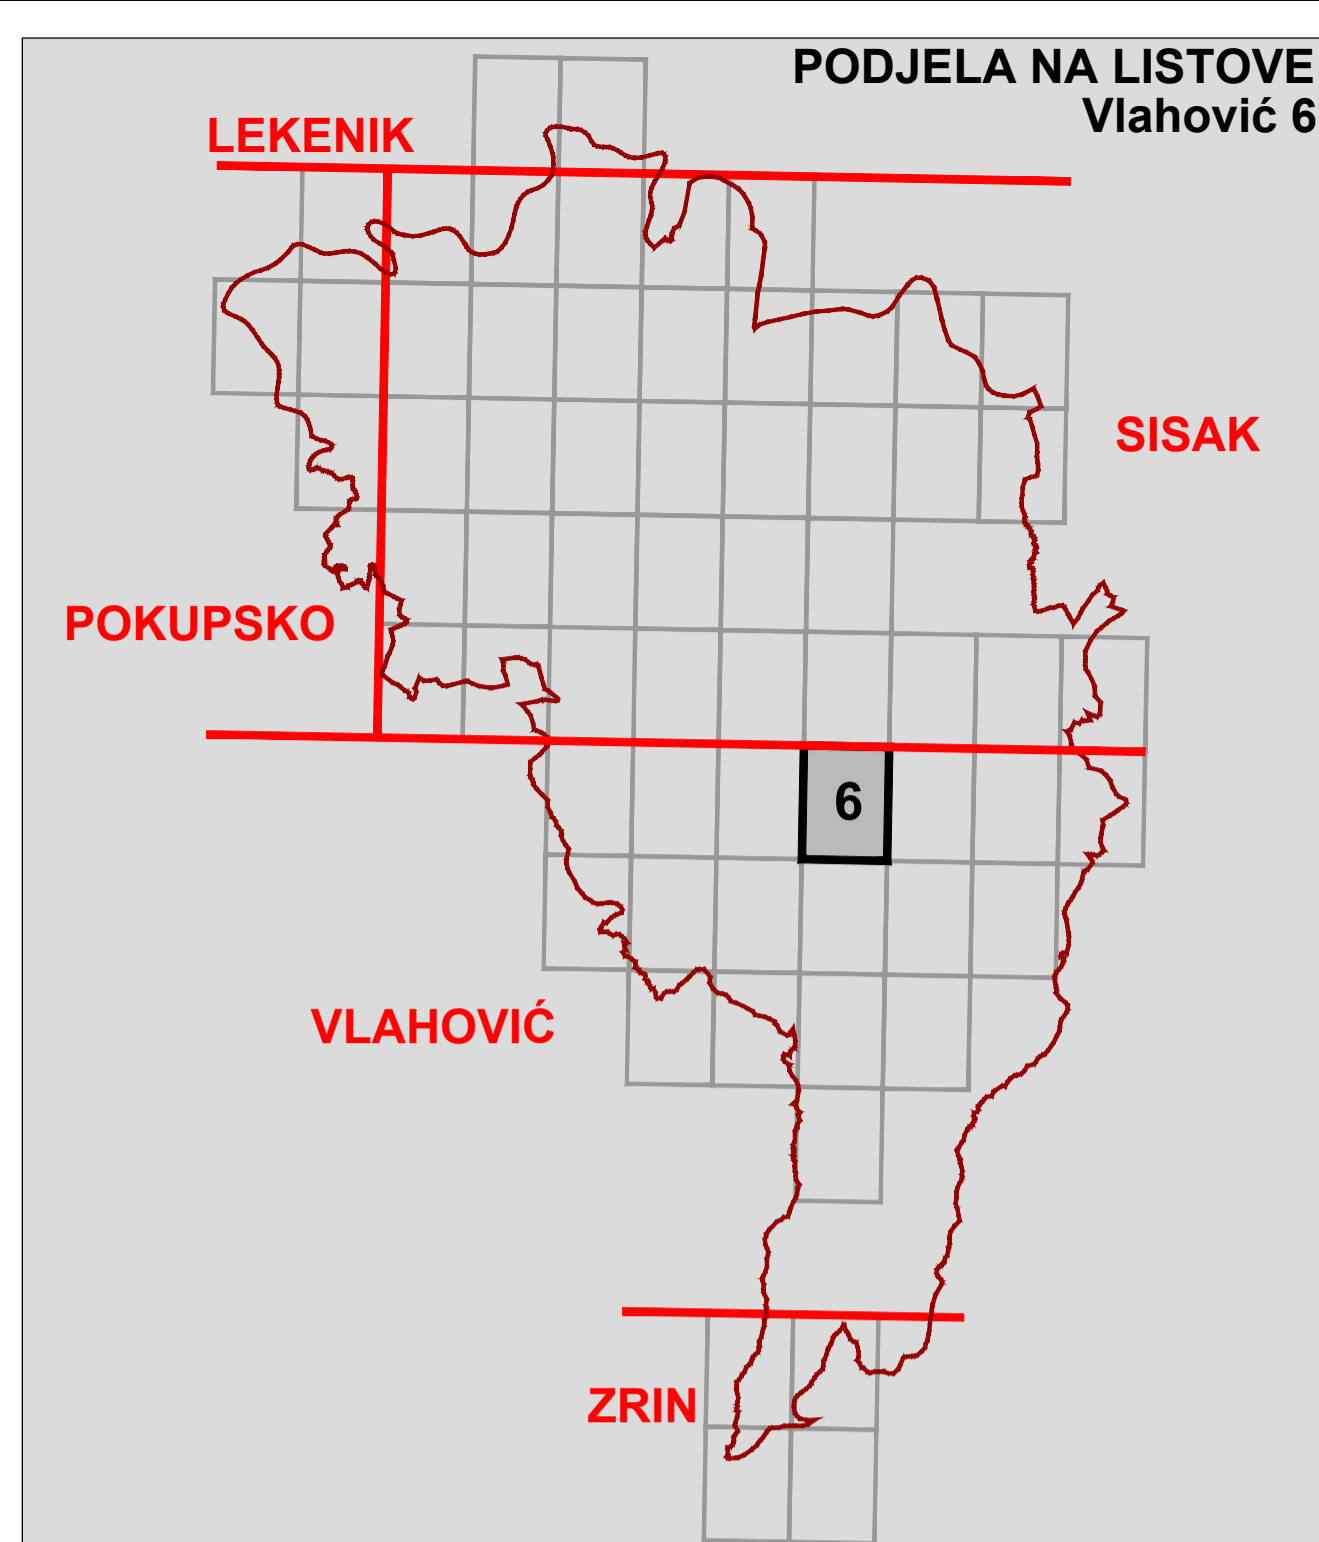 PODJELA NA LISTOVE
Vlahović 6
LEKENIK
SISAK
POKUPSKO
6
VLAHOVIĆ
ZRIN